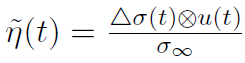 η̃(t) = △σ(t)⊗u(t) / σ∞